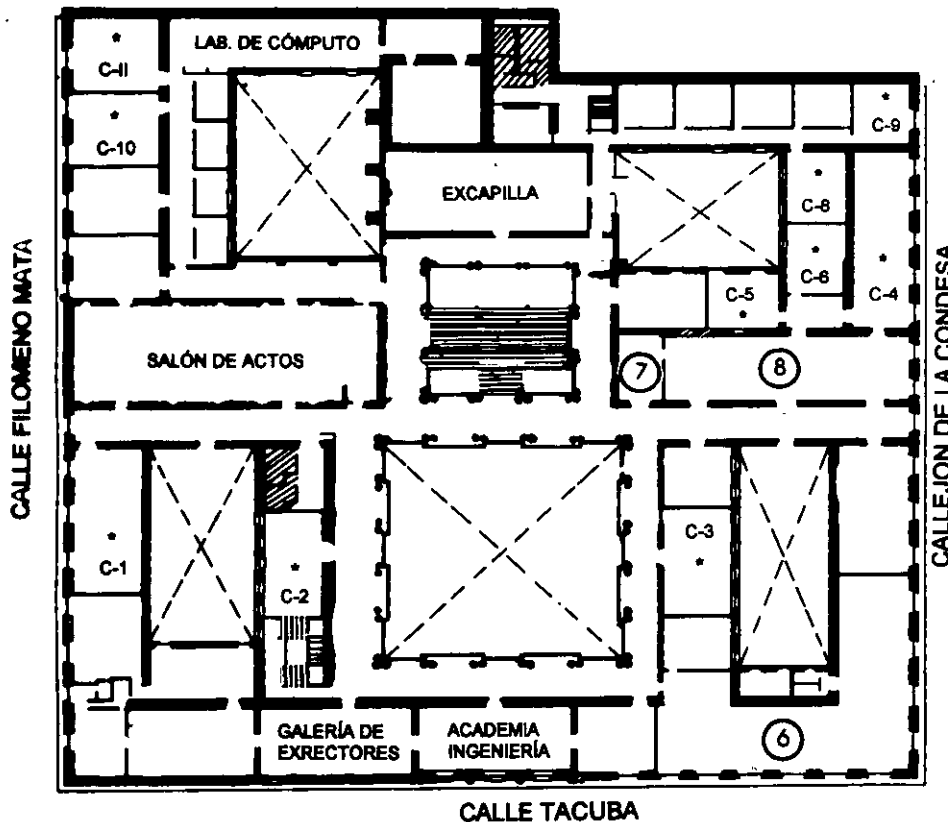 LAB. DE CÓMPUTO
C-II
C-10
C-9
EXCAPILLA
C-8
C-6
C-5
C-4
SALÓN DE ACTOS
7
8
CALLE FILOMENO MATA
CALLEJON DE LA CONDESA
C-1
C-2
C-3
GALERÍA DE
EXRECTORES
ACADEMIA
INGENIERÍA
6
CALLE TACUBA